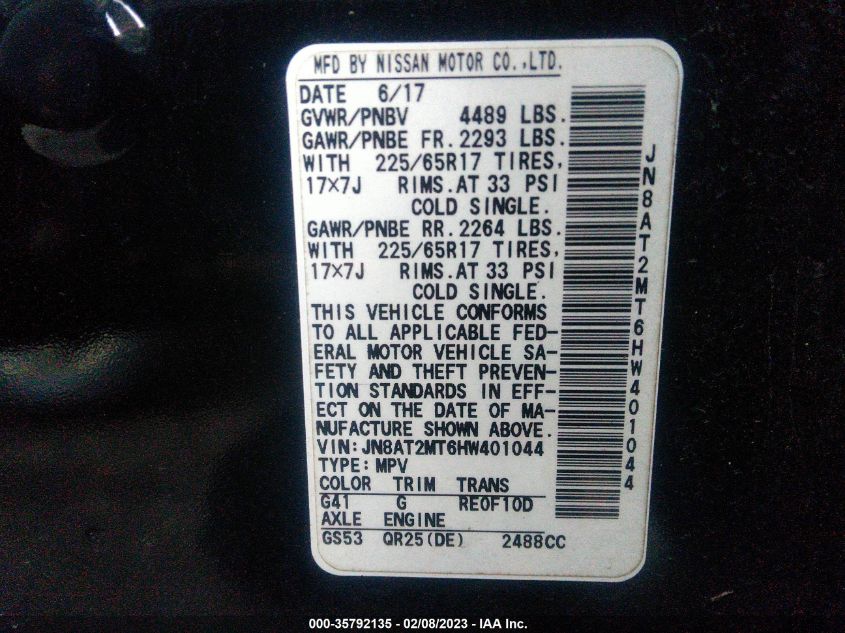 MFD BY NISSAN MOTOR CO.,LTD.
DATE 6/17
GVWR/PNBV 4489 LBS.
GAWR/PNBE FR. 2293 LBS.
WITH 225/65R17 TIRES,
17×7J RIMS. AT 33 PSI
COLD SINGLE.
GAWR/PNBE RR. 2264 LBS.
WITH 225/65R17 TIRES,
17×7J RIMS. AT 33 PSI
COLD SINGLE.
THIS VEHICLE CONFORMS
TO ALL APPLICABLE FED-
ERAL MOTOR VEHICLE SA-
FETY AND THEFT PREVEN-
TION STANDARDS IN EFF-
ECT ON THE DATE OF MA-
NUFACTURE SHOWN ABOVE.
VIN: JN8AT2MT6HW401044
TYPE: MPV
COLOR TRIM TRANS
G41 G RE0F10D
AXLE ENGINE
GS53 QR25(DE) 2488CC
JN8AT2MT6HW401044
000-35792135 - 02/08/2023 - IAA Inc.